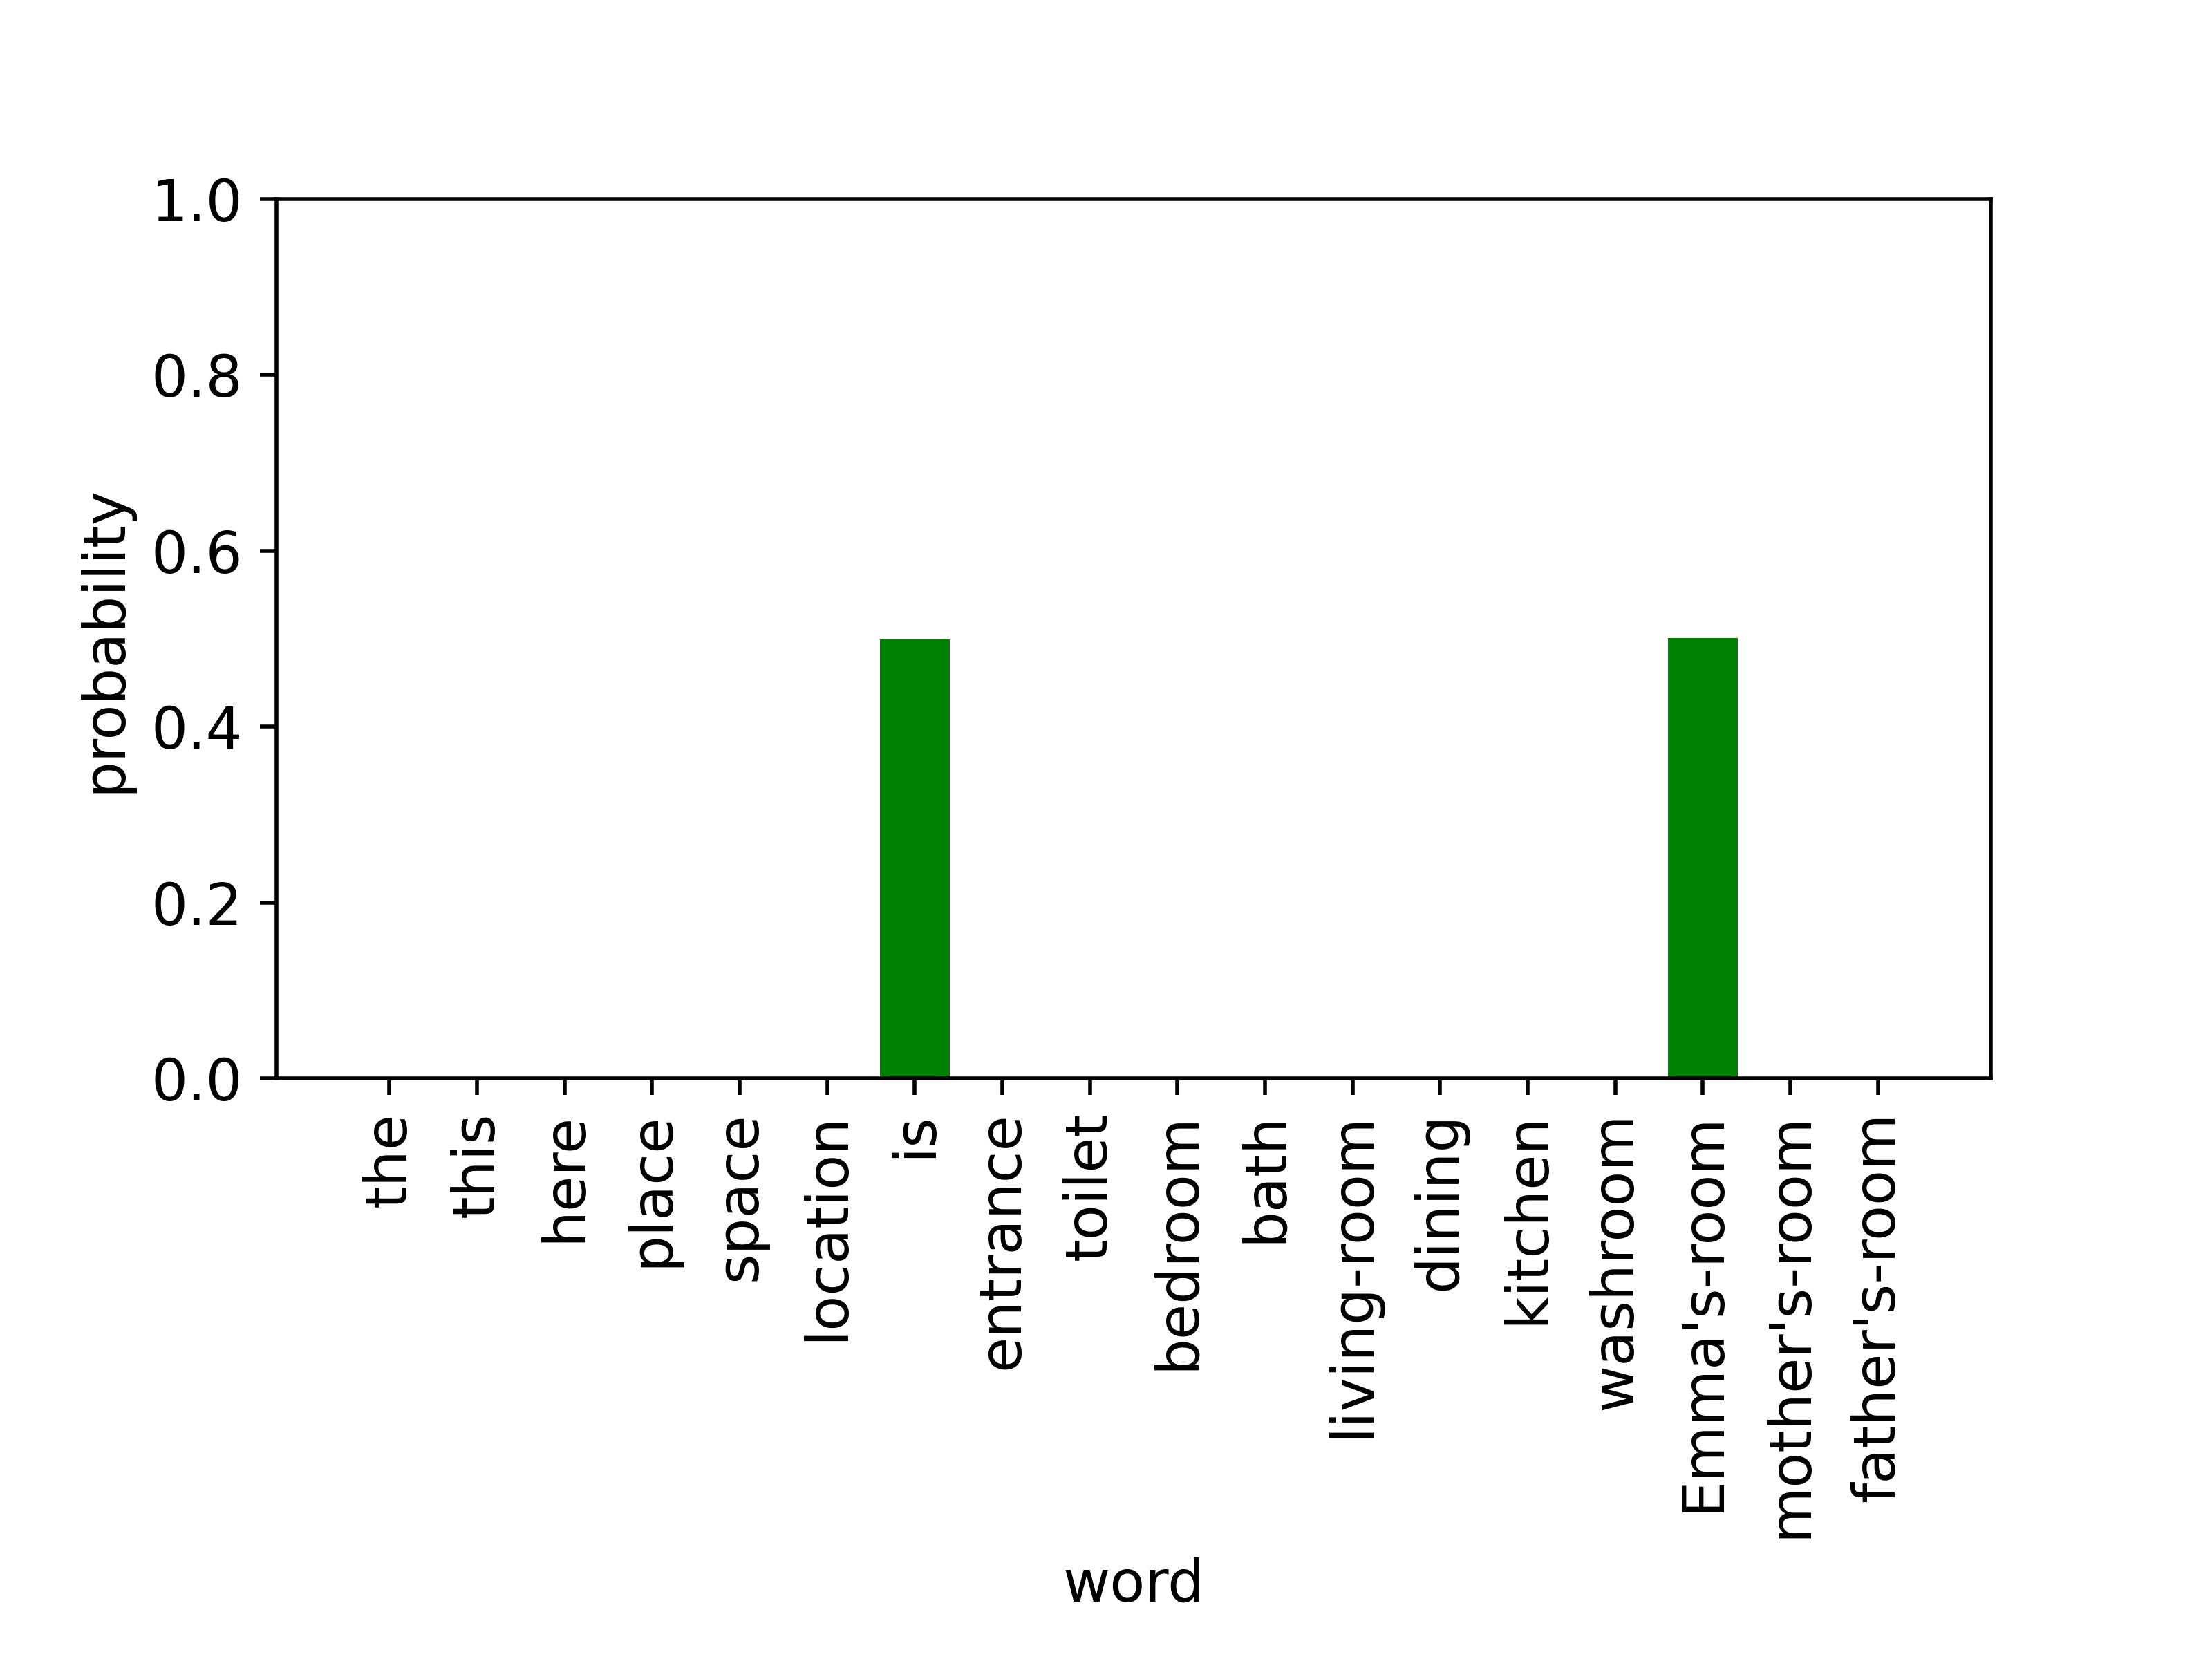 1.0
0.8
0.6
0.4
0.2
0.0
probability
the
this
here
place
space
location
is
entrance
toilet
bedroom
bath
living-room
dining
kitchen
washroom
Emma's-room
mother's-room
father's-room
word